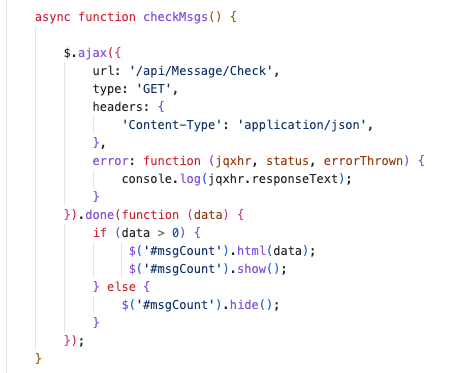 async function checkMsgs() {
$.ajax({
url: '/api/Message/Check',
type: 'GET',
headers: {
'Content-Type': 'application/json',
},
error: function (jqxhr, status, errorThrown) {
console.log(jqxhr.responseText);
}
}).done(function (data) {
if (data > 0) {
$('#msgCount').html(data);
$('#msgCount').show();
} else {
$('#msgCount').hide();
}
});
}